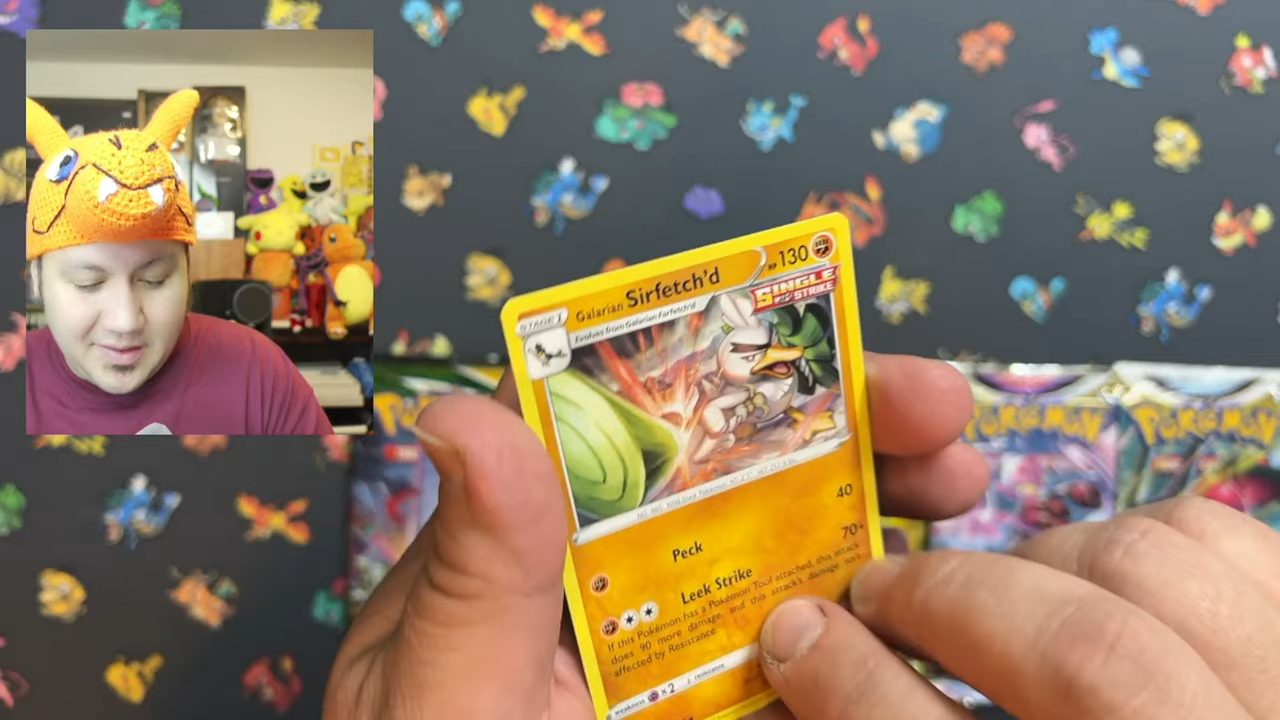 STAGE 1
Galarian Sirfetch'd
HP 130
Evolves from Galarian Farfetch'd
SINGLE
STRIKE
Peck 40
Leek Strike 70+
If this Pokémon has a Pokémon Tool attached, this attack
does 90 more damage, and this attack's damage isn't
affected by Resistance.
weakness ×2 resistance
POKÉMON
POKÉMON